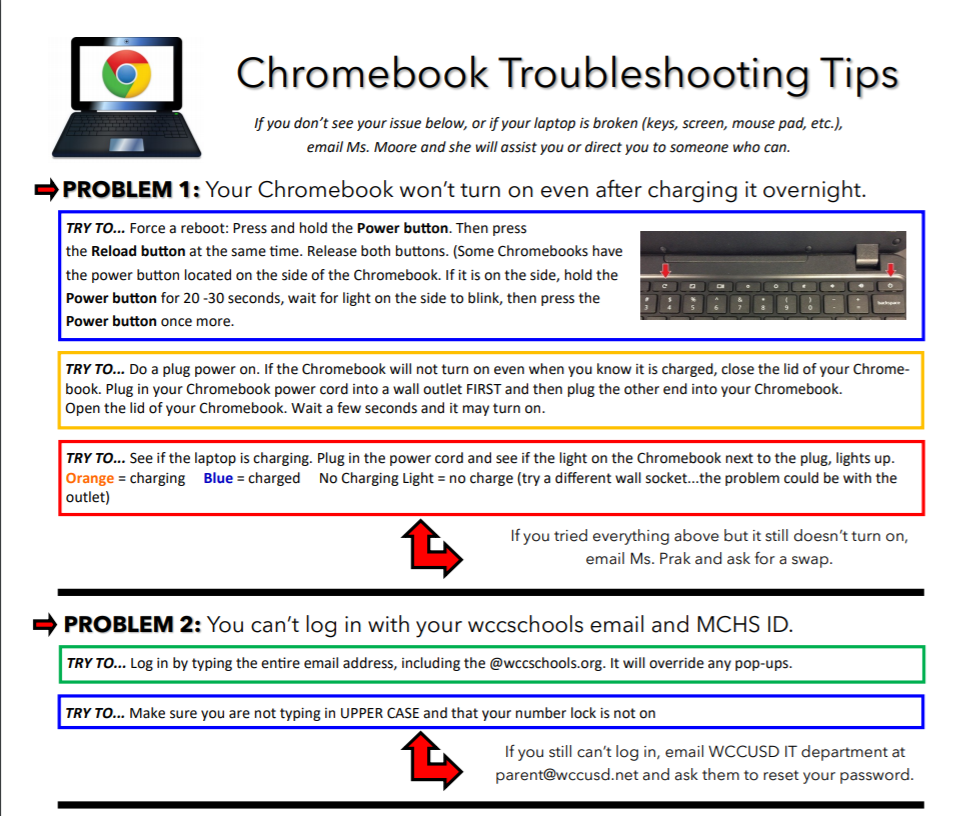 Chromebook Troubleshooting Tips
If you don't see your issue below, or if your laptop is broken (keys, screen, mouse pad, etc.),
email Ms. Moore and she will assist you or direct you to someone who can.
PROBLEM 1: Your Chromebook won't turn on even after charging it overnight.
TRY TO... Force a reboot: Press and hold the Power button. Then press
the Reload button at the same time. Release both buttons. (Some Chromebooks have
the power button located on the side of the Chromebook. If it is on the side, hold the
Power button for 20 -30 seconds, wait for light on the side to blink, then press the
Power button once more.
Backspace
TRY TO... Do a plug power on. If the Chromebook will not turn on even when you know it is charged, close the lid of your Chrome-
book. Plug in your Chromebook power cord into a wall outlet FIRST and then plug the other end into your Chromebook.
Open the lid of your Chromebook. Wait a few seconds and it may turn on.
TRY TO... See if the laptop is charging. Plug in the power cord and see if the light on the Chromebook next to the plug, lights up.
Orange = charging Blue = charged No Charging Light = no charge (try a different wall socket...the problem could be with the
outlet)
If you tried everything above but it still doesn't turn on,
email Ms. Prak and ask for a swap.
PROBLEM 2: You can't log in with your wccschools email and MCHS ID.
TRY TO... Log in by typing the entire email address, including the @wccschools.org. It will override any pop-ups.
TRY TO... Make sure you are not typing in UPPER CASE and that your number lock is not on
If you still can't log in, email WCCUSD IT department at
parent@wccusd.net and ask them to reset your password.